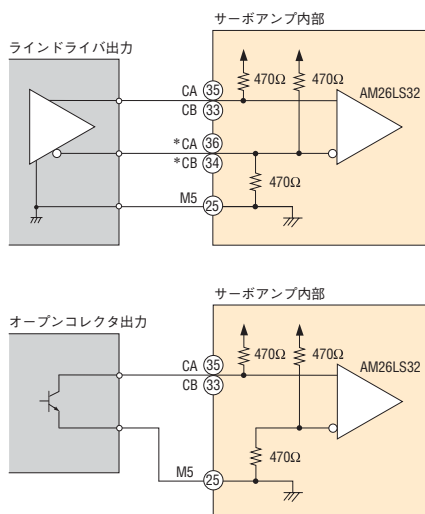 サーボアンプ内部
ラインドライバ出力
CA 35
CB 33
470Ω 470Ω
AM26LS32
*CA 36
*CB 34
470Ω
M5 25
サーボアンプ内部
オープンコレクタ出力
CA 35
CB 33
470Ω 470Ω
AM26LS32
470Ω
M5 25